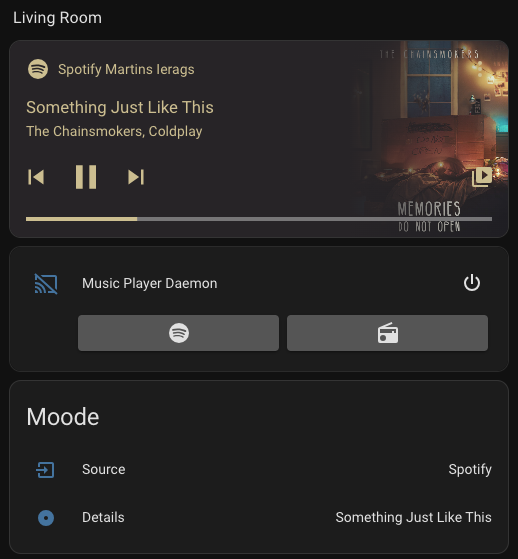 Living Room
Spotify Martins Ierags
THE CHAINSMOKERS
Something Just Like This
The Chainsmokers, Coldplay
MEMORIES
DO NOT OPEN
Music Player Daemon
Moode
Source
Spotify
Details
Something Just Like This